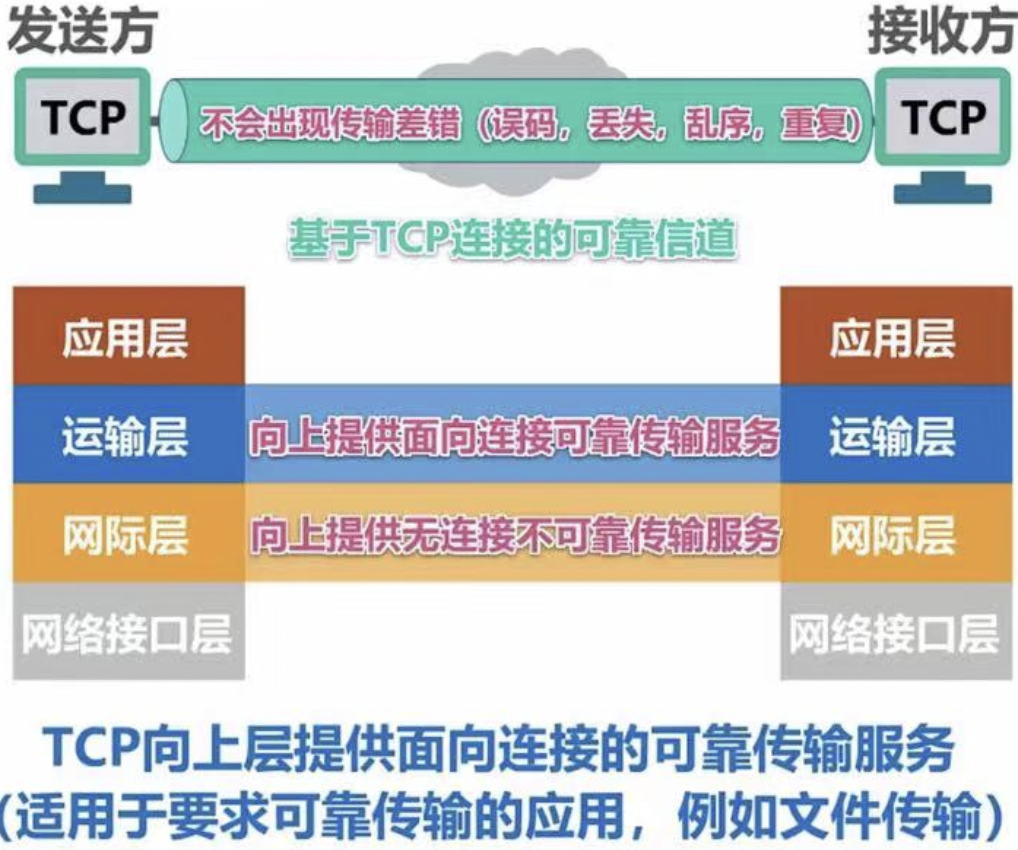 发送方 接收方
TCP 不会出现传输差错（误码，丢失，乱序，重复） TCP
基于TCP连接的可靠信道
应用层 应用层
运输层 向上提供面向连接可靠传输服务 运输层
网际层 向上提供无连接不可靠传输服务 网际层
网络接口层 网络接口层
TCP向上层提供面向连接的可靠传输服务
（适用于要求可靠传输的应用，例如文件传输）